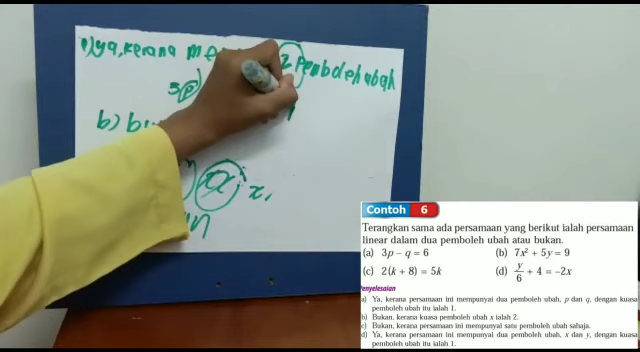 1) ya, kerana
2 Pemboleh ubah
3p
b)
x,
Contoh 6
Terangkan sama ada persamaan yang berikut ialah persamaan
linear dalam dua pemboleh ubah atau bukan.
(a) 3p – q = 6 (b) 7x² + 5y = 9
(c) 2(k + 8) = 5k (d) y/6 + 4 = –2x
Penyelesaian
a) Ya, kerana persamaan ini mempunyai dua pemboleh ubah, p dan q, dengan kuasa
pemboleh ubah itu ialah 1.
b) Bukan, kerana kuasa pemboleh ubah x ialah 2.
c) Bukan, kerana persamaan ini mempunyai satu pemboleh ubah sahaja.
d) Ya, kerana persamaan ini mempunyai dua pemboleh ubah, x dan y, dengan kuasa
pemboleh ubah itu ialah 1.